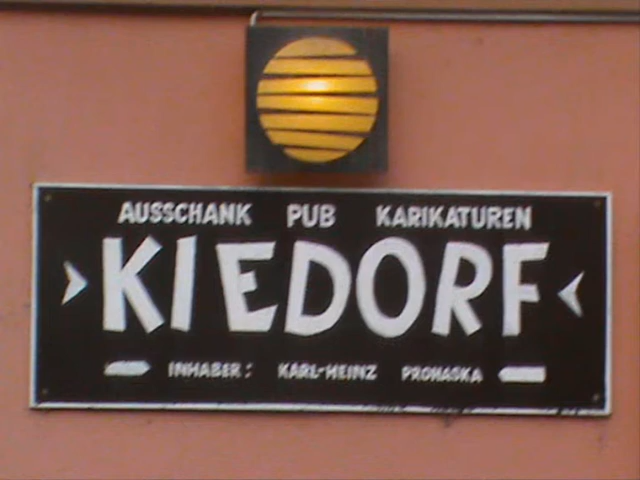 AUSSCHANK PUB KARIKATUREN
KIEDORF
INHABER: KARL-HEINZ PROHASKA